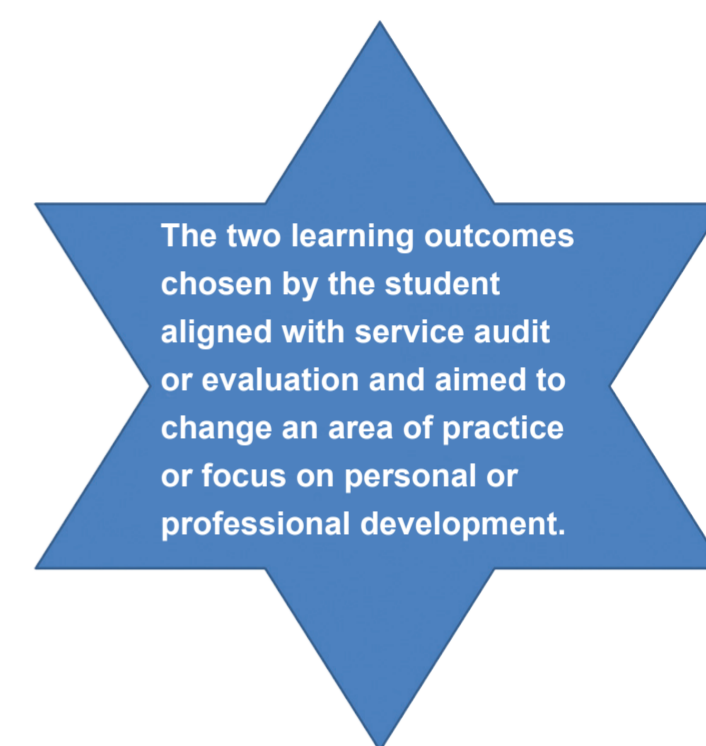 The two learning outcomes
chosen by the student
aligned with service audit
or evaluation and aimed to
change an area of practice
or focus on personal or
professional development.